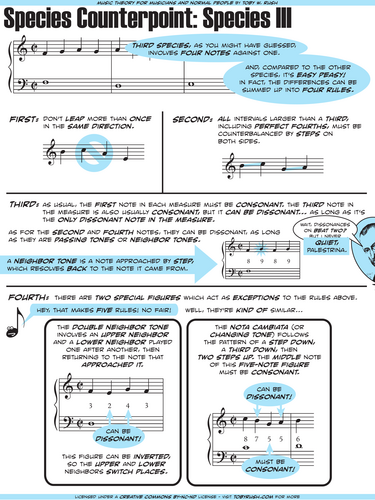 MUSIC THEORY FOR MUSICIANS AND NORMAL PEOPLE BY TOBY W. RUSH
Species Counterpoint: Species III
THIRD SPECIES, AS YOU MIGHT HAVE GUESSED,
INVOLVES FOUR NOTES AGAINST ONE.
AND, COMPARED TO THE OTHER
SPECIES, IT'S EASY PEASY!
IN FACT, THE DIFFERENCES CAN BE
SUMMED UP INTO FOUR RULES.
FIRST: DON'T LEAP MORE THAN ONCE
IN THE SAME DIRECTION.
SECOND: ALL INTERVALS LARGER THAN A THIRD,
INCLUDING PERFECT FOURTHS, MUST BE
COUNTERBALANCED BY STEPS ON
BOTH SIDES.
THIRD: AS USUAL, THE FIRST NOTE IN EACH MEASURE MUST BE CONSONANT. THE THIRD NOTE IN
THE MEASURE IS ALSO USUALLY CONSONANT, BUT IT CAN BE DISSONANT... AS LONG AS IT'S
THE ONLY DISSONANT NOTE IN THE MEASURE.
AS FOR THE SECOND AND FOURTH NOTES, THEY CAN BE DISSONANT, AS LONG
AS THEY ARE PASSING TONES OR NEIGHBOR TONES.
A NEIGHBOR TONE IS A NOTE APPROACHED BY STEP,
WHICH RESOLVES BACK TO THE NOTE IT CAME FROM.
8 9 8 9
WAIT, DISSONANCES
ON BEAT TWO?
BUT I NEVER
QUIET,
PALESTRINA.
FOURTH: THERE ARE TWO SPECIAL FIGURES WHICH ACT AS EXCEPTIONS TO THE RULES ABOVE.
HEY, THAT MAKES FIVE RULES! NO FAIR!
WELL, THEY'RE KIND OF SIMILAR...
THE DOUBLE NEIGHBOR TONE
INVOLVES AN UPPER NEIGHBOR
AND A LOWER NEIGHBOR PLAYED
ONE AFTER ANOTHER, THEN
RETURNING TO THE NOTE THAT
APPROACHED IT.
3 2 4 3
CAN BE
DISSONANT!
THIS FIGURE CAN BE INVERTED,
SO THE UPPER AND LOWER
NEIGHBORS SWITCH PLACES.
THE NOTA CAMBIATA (OR
CHANGING TONE) FOLLOWS
THE PATTERN OF A STEP DOWN,
A THIRD DOWN, THEN
TWO STEPS UP. THE MIDDLE NOTE
OF THIS FIVE-NOTE FIGURE
MUST BE CONSONANT.
CAN BE
DISSONANT!
8 7 5 5 6
MUST BE
CONSONANT!
LICENSED UNDER A CREATIVE COMMONS BY-NC-ND LICENSE - VISIT TOBYRUSH.COM FOR MORE